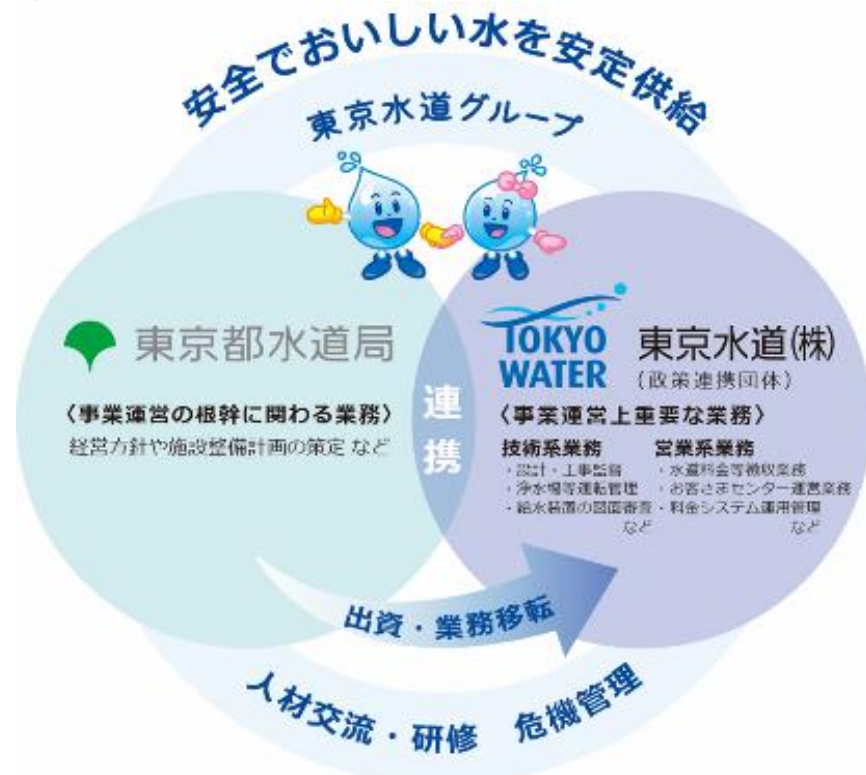 安全でおいしい水を安定供給
東京水道グループ
東京都水道局
〈事業運営の根幹に関わる業務〉
経営方針や施設整備計画の策定 など
連携
TOKYO
WATER
東京水道(株)
(政策連携団体)
〈事業運営上重要な業務〉
技術系業務
・設計・工事監督
・浄水場等運転管理
・給水装置の図面審査
など
営業系業務
・水道料金等徴収業務
・お客さまセンター運営業務
・料金システム運用管理
など
出資・業務移転
人材交流・研修 危機管理